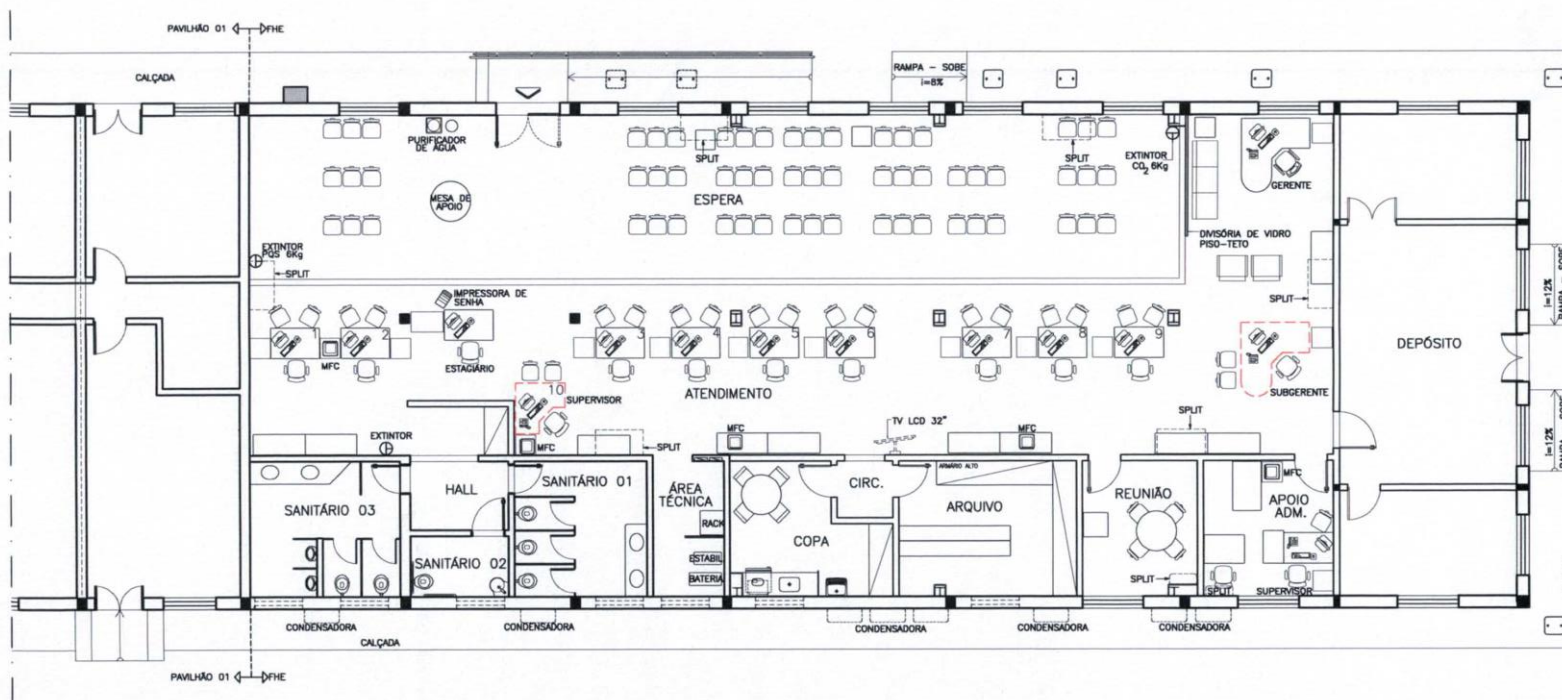 PAVILHÃO 01
FHE
CALÇADA
RAMPA - SOBE
i=8%
PURIFICADOR
DE ÁGUA
SPLIT
SPLIT
EXTINTOR
CO2 6Kg
GERENTE
MESA DE
APOIO
ESPERA
DIVISÓRIA DE VIDRO
PISO-TETO
EXTINTOR
PQS 6Kg
SPLIT
IMPRESSORA DE
SENHA
SPLIT
i=12%
RAMPA - SOBE
1
2
3
4
5
6
7
8
9
MFC
ESTAGIÁRIO
DEPÓSITO
10
SUPERVISOR
ATENDIMENTO
SUBGERENTE
EXTINTOR
MFC
SPLIT
MFC
TV LCD 32"
MFC
SPLIT
i=12%
RAMPA - SOBE
SANITÁRIO 03
HALL
SANITÁRIO 01
ÁREA
TÉCNICA
RACK
ESTABIL.
BATERIA
SANITÁRIO 02
COPA
CIRC.
ARMÁRIO ALTO
ARQUIVO
REUNIÃO
SPLIT
MFC
APOIO
ADM.
SPLIT
SUPERVISOR
CONDENSADORA
CONDENSADORA
CONDENSADORA
CONDENSADORA
CONDENSADORA
CALÇADA
PAVILHÃO 01
FHE